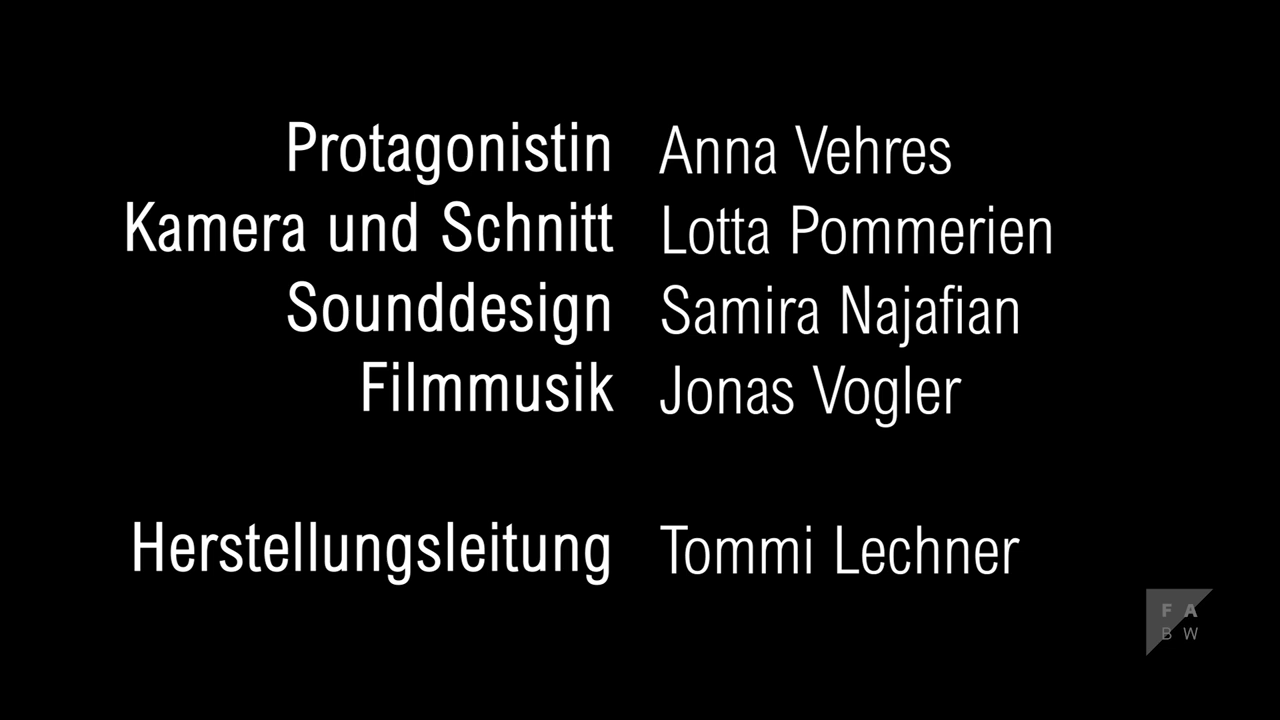 Protagonistin Anna Vehres
Kamera und Schnitt Lotta Pommerien
Sounddesign Samira Najafian
Filmmusik Jonas Vogler
Herstellungsleitung Tommi Lechner
F A
B W